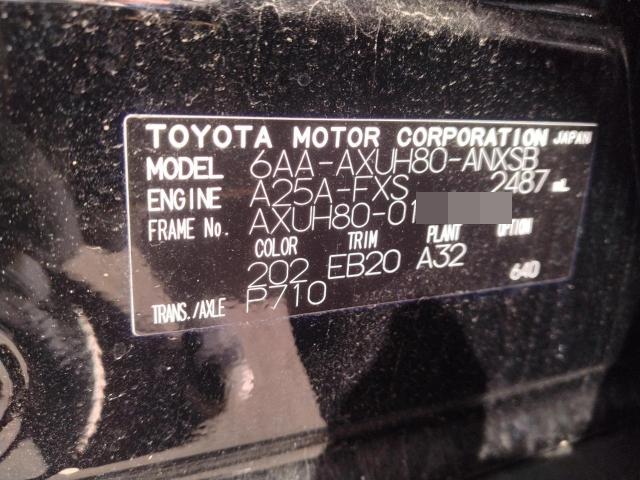 TOYOTA MOTOR CORPORATION JAPAN
MODEL 6AA-AXUH80-ANXSB
ENGINE A25A-FXS 2487 mL
FRAME No. AXUH80-01
COLOR TRIM PLANT OPTION
202 EB20 A32 640
TRANS./AXLE P710